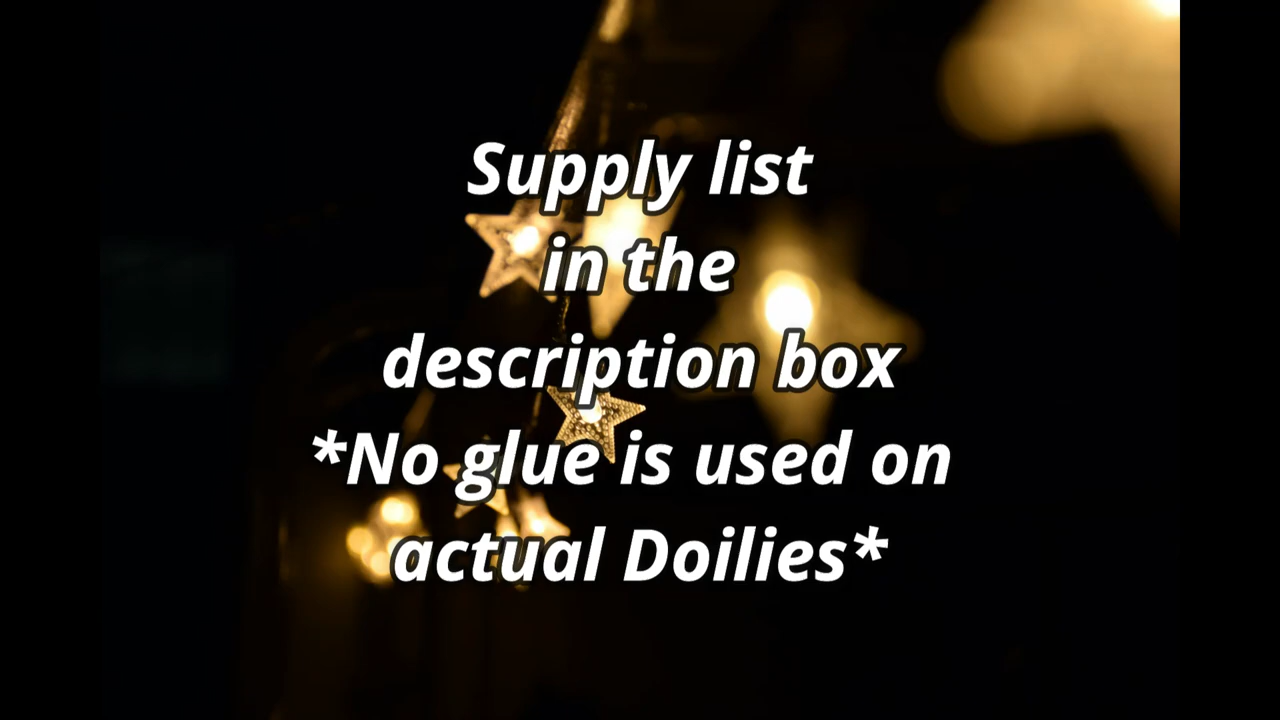 Supply list
in the
description box
*No glue is used on
actual Doilies*